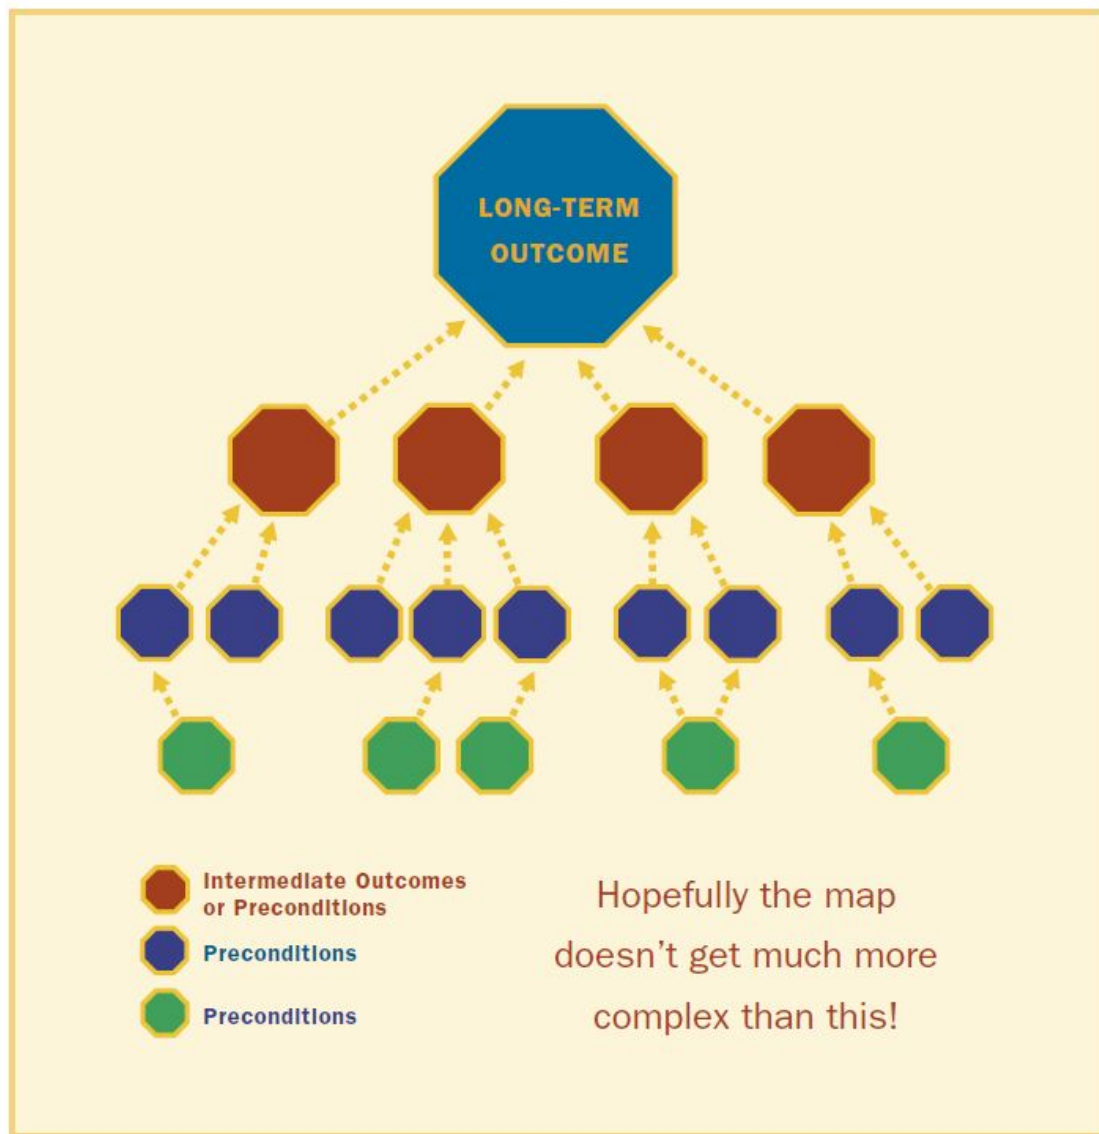 LONG-TERM
OUTCOME
Intermediate Outcomes
or Preconditions
Preconditions
Preconditions
Hopefully the map
doesn't get much more
complex than this!